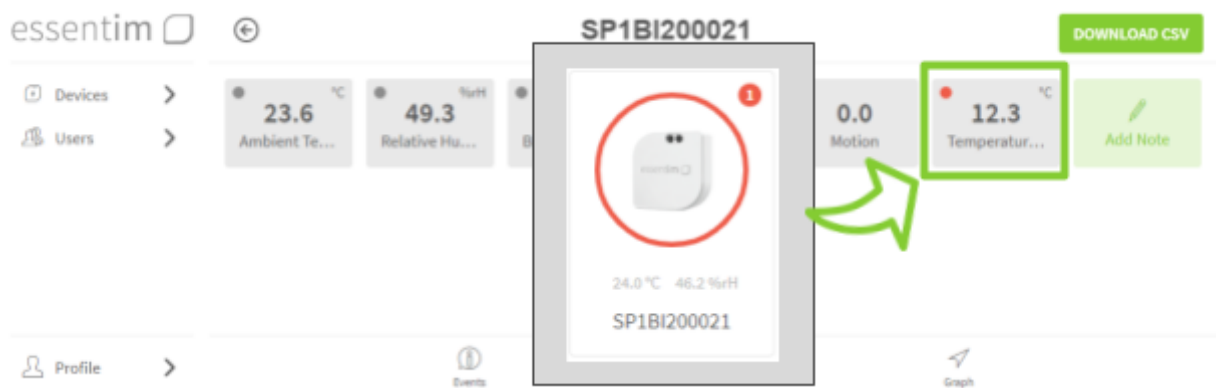 essentim
SP1BI200021
DOWNLOAD CSV
Devices
Users
°C
23.6
Ambient Te...
%rH
49.3
Relative Hu...
B
0.0
Motion
°C
12.3
Temperatur...
Add Note
1
essentim
24.0 °C 46.2 %rH
SP1BI200021
Profile
Events
Graph